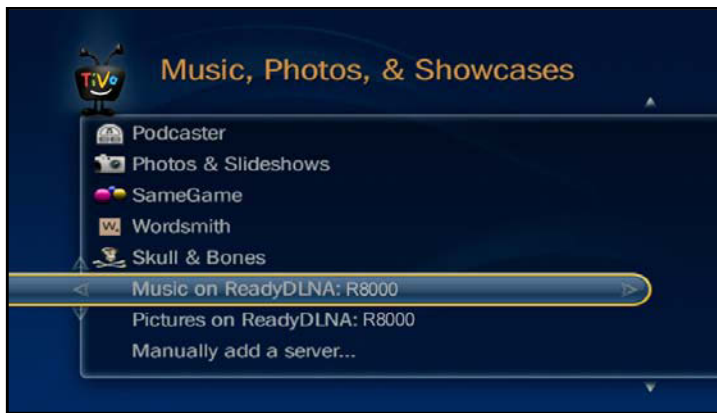 TiVo
Music, Photos, & Showcases
Podcaster
Photos & Slideshows
SameGame
W
Wordsmith
Skull & Bones
Music on ReadyDLNA: R8000
Pictures on ReadyDLNA: R8000
Manually add a server...